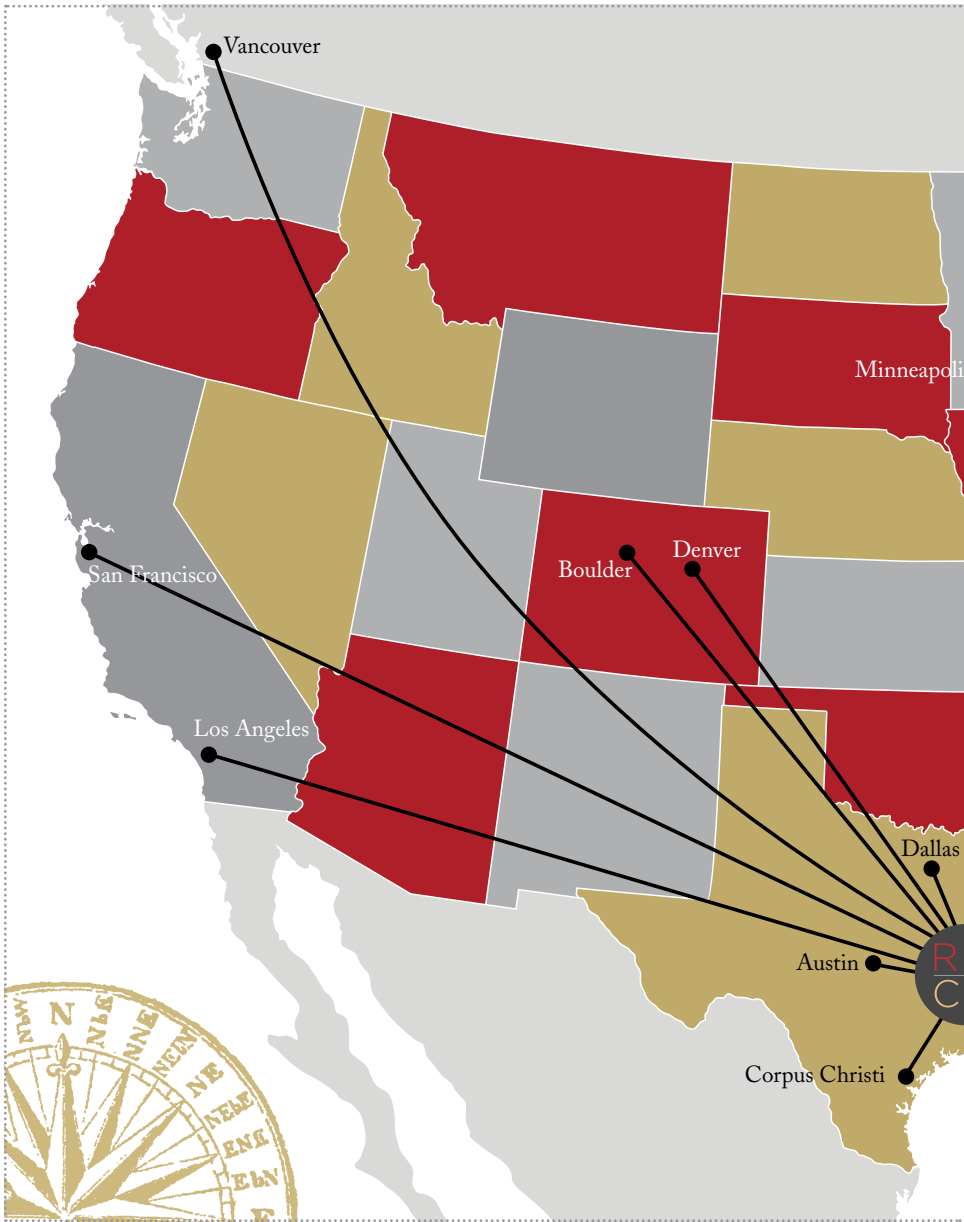 Vancouver
Minneapoli
Denver
Boulder
San Francisco
Los Angeles
Dallas
Austin
R
C
Corpus Christi
N
NbE
NNE
NEbN
NE
NEbE
ENE
EbN
E